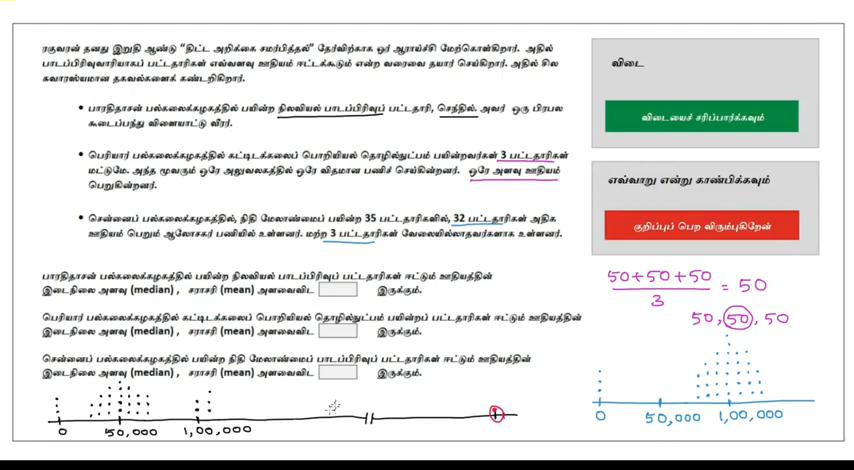 ரகுவரன் தனது இறுதி ஆண்டு "திட்ட அறிக்கை சமர்பித்தல்" தேர்விற்காக ஓர் ஆராய்ச்சி மேற்கொள்கிறார். அதில்
பாடப்பிரிவுவாரியாகப் பட்டதாரிகள் எவ்வளவு ஊதியம் ஈட்டக்கூடும் என்ற வரைவை தயார் செய்கிறார். அதில் சில
சுவாரஸ்யமான தகவல்களைக் கண்டறிகிறார்.
• பாரதிதாசன் பல்கலைக்கழகத்தில் பயின்ற நிலவியல் பாடப்பிரிவுப் பட்டதாரி, செந்தில். அவர் ஒரு பிரபல
கூடைப்பந்து விளையாட்டு வீரர்.
• பெரியார் பல்கலைக்கழகத்தில் கட்டிடக்கலைப் பொறியியல் தொழில்நுட்பம் பயின்றவர்கள் 3 பட்டதாரிகள்
மட்டுமே. அந்த மூவரும் ஒரே அலுவலகத்தில் ஒரே விதமான பணிச் செய்கின்றனர். ஒரே அளவு ஊதியம்
பெறுகின்றனர்.
• சென்னைப் பல்கலைக்கழகத்தில், நிதி மேலாண்மைப் பயின்ற 35 பட்டதாரிகளில், 32 பட்டதாரிகள் அதிக
ஊதியம் பெறும் ஆலோசகர் பணியில் உள்ளனர். மற்ற 3 பட்டதாரிகள் வேலையில்லாதவர்களாக உள்ளனர்.
பாரதிதாசன் பல்கலைக்கழகத்தில் பயின்ற நிலவியல் பாடப்பிரிவுப் பட்டதாரிகள் ஈட்டும் ஊதியத்தின்
இடைநிலை அளவு (median) , சராசரி (mean) அளவைவிட இருக்கும்.
பெரியார் பல்கலைக்கழகத்தில் கட்டிடக்கலைப் பொறியியல் தொழில்நுட்பம் பயின்றப் பட்டதாரிகள் ஈட்டும் ஊதியத்தின்
இடைநிலை அளவு (median) , சராசரி (mean) அளவைவிட இருக்கும்.
சென்னைப் பல்கலைக்கழகத்தில் பயின்ற நிதி மேலாண்மைப் பாடப்பிரிவுப் பட்டதாரிகள் ஈட்டும் ஊதியத்தின்
இடைநிலை அளவு (median) , சராசரி (mean) அளவைவிட இருக்கும்.
0 50,000 1,00,000
விடை
விடையைச் சரிப்பார்க்கவும்
எவ்வாறு என்று காண்பிக்கவும்
குறிப்புப் பெற விரும்புகிறேன்
50+50+50
3
= 50
50, 50, 50
0 50,000 1,00,000